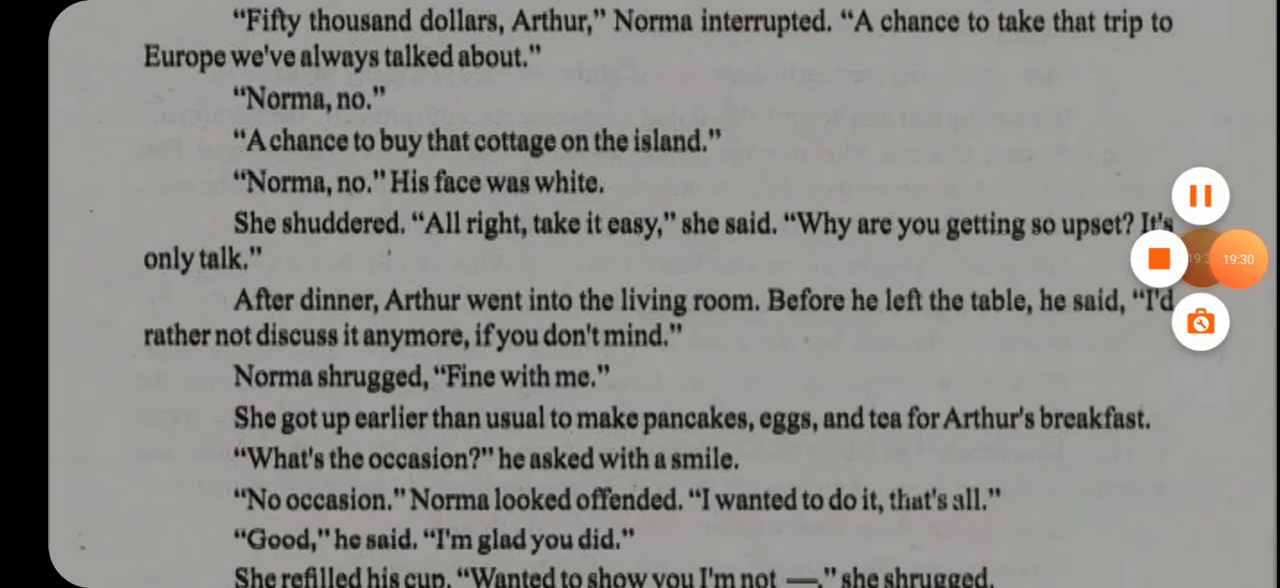 “Fifty thousand dollars, Arthur,” Norma interrupted. “A chance to take that trip to
Europe we've always talked about.”
“Norma, no.”
“A chance to buy that cottage on the island.”
“Norma, no.” His face was white.
She shuddered. “All right, take it easy,” she said. “Why are you getting so upset? It's
only talk.”
After dinner, Arthur went into the living room. Before he left the table, he said, “I'd
rather not discuss it anymore, if you don't mind.”
Norma shrugged, “Fine with me.”
She got up earlier than usual to make pancakes, eggs, and tea for Arthur's breakfast.
“What's the occasion?” he asked with a smile.
“No occasion.” Norma looked offended. “I wanted to do it, that's all.”
“Good,” he said. “I'm glad you did.”
She refilled his cup. “Wanted to show you I'm not —,” she shrugged.
19:30